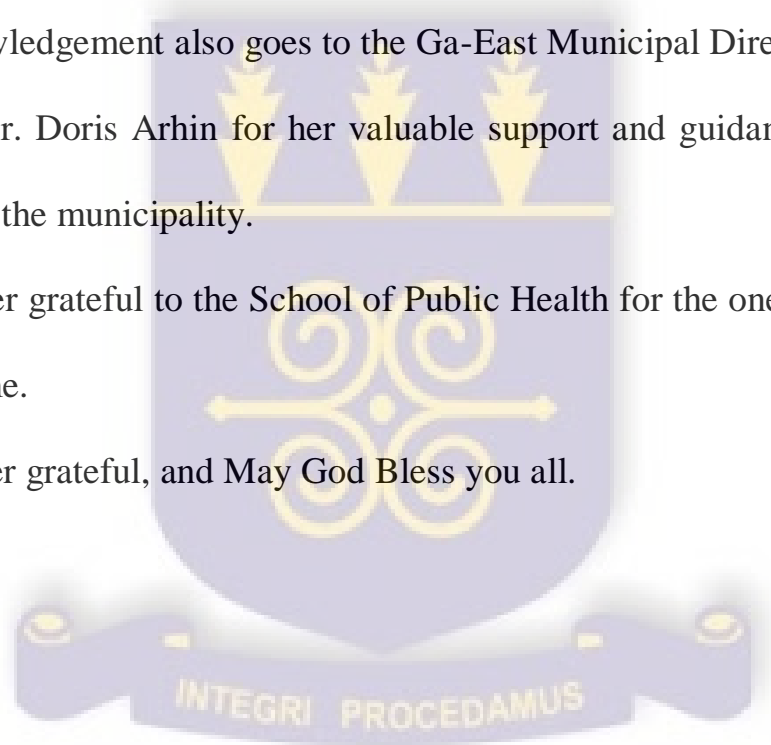 wledgement also goes to the Ga-East Municipal Dire
r. Doris Arhin for her valuable support and guidan
the municipality.
er grateful to the School of Public Health for the one
ne.
er grateful, and May God Bless you all.
INTEGRI PROCEDAMUS